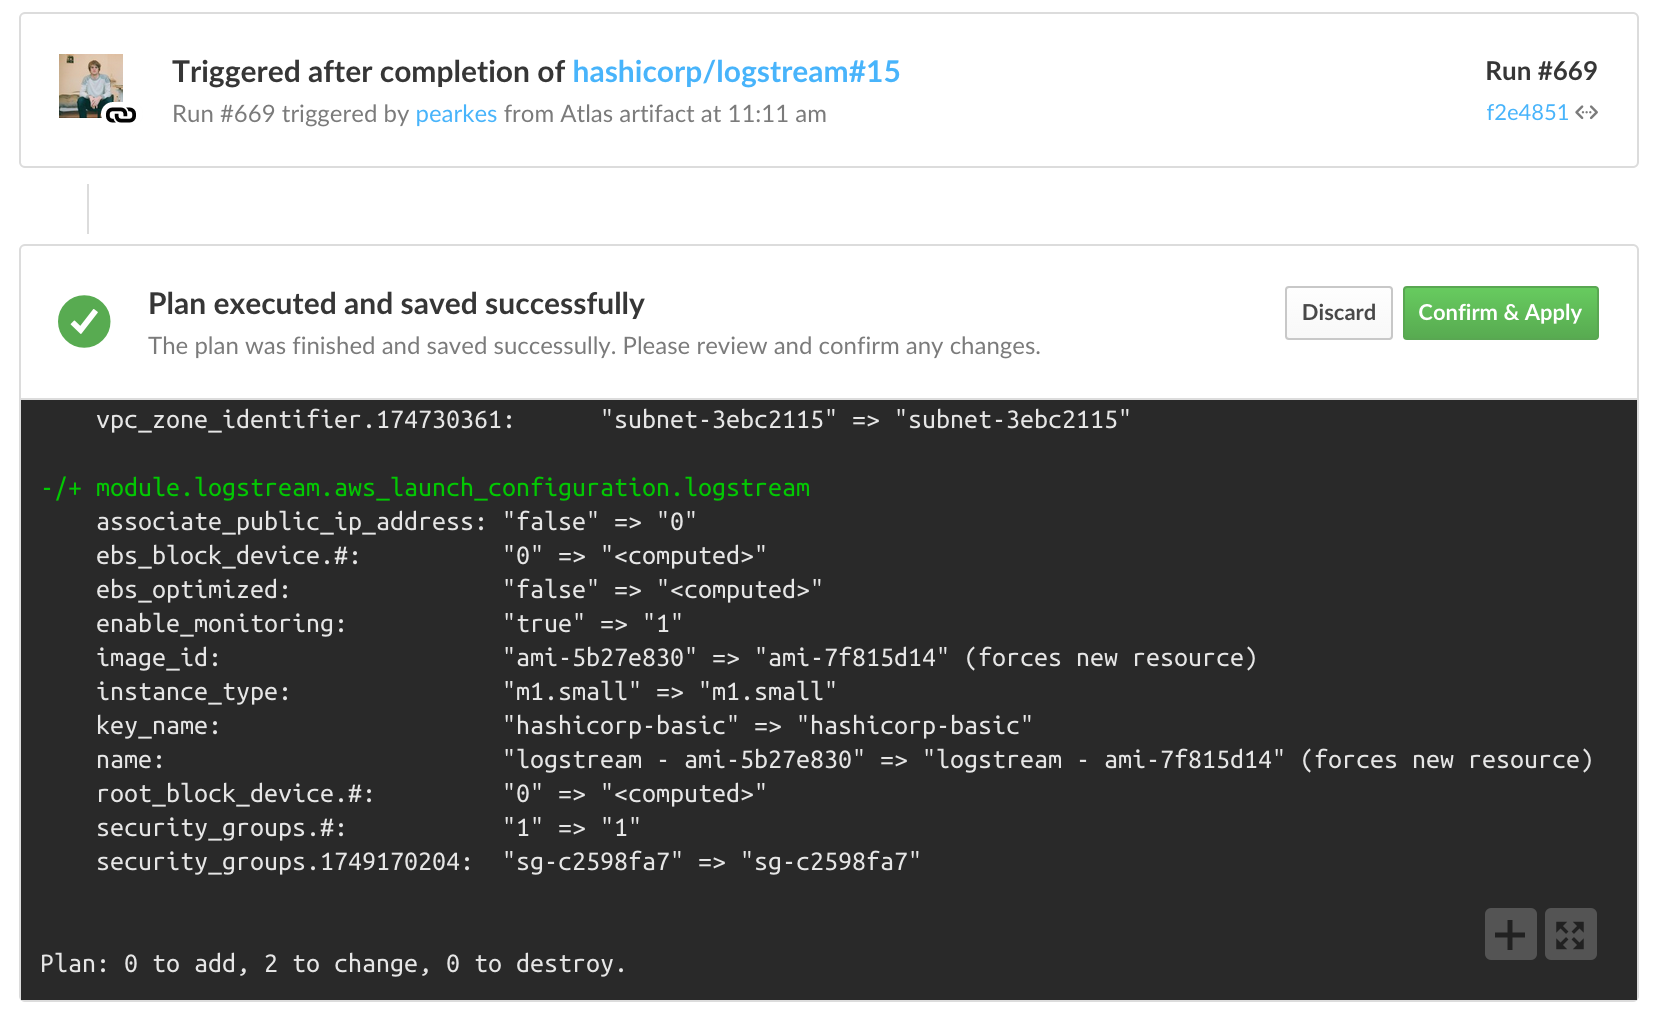 Triggered after completion of hashicorp/logstream#15
Run #669
Run #669 triggered by pearkes from Atlas artifact at 11:11 am
f2e4851
Plan executed and saved successfully
Discard
Confirm & Apply
The plan was finished and saved successully. Please review and confirm any changes.
vpc_zone_identifier.174730361: "subnet-3ebc2115" => "subnet-3ebc2115"
-/+ module.logstream.aws_launch_configuration.logstream
associate_public_ip_address: "false" => "0"
ebs_block_device.#: "0" => "<computed>"
ebs_optimized: "false" => "<computed>"
enable_monitoring: "true" => "1"
image_id: "ami-5b27e830" => "ami-7f815d14" (forces new resource)
instance_type: "m1.small" => "m1.small"
key_name: "hashicorp-basic" => "hashicorp-basic"
name: "logstream - ami-5b27e830" => "logstream - ami-7f815d14" (forces new resource)
root_block_device.#: "0" => "<computed>"
security_groups.#: "1" => "1"
security_groups.1749170204: "sg-c2598fa7" => "sg-c2598fa7"
Plan: 0 to add, 2 to change, 0 to destroy.